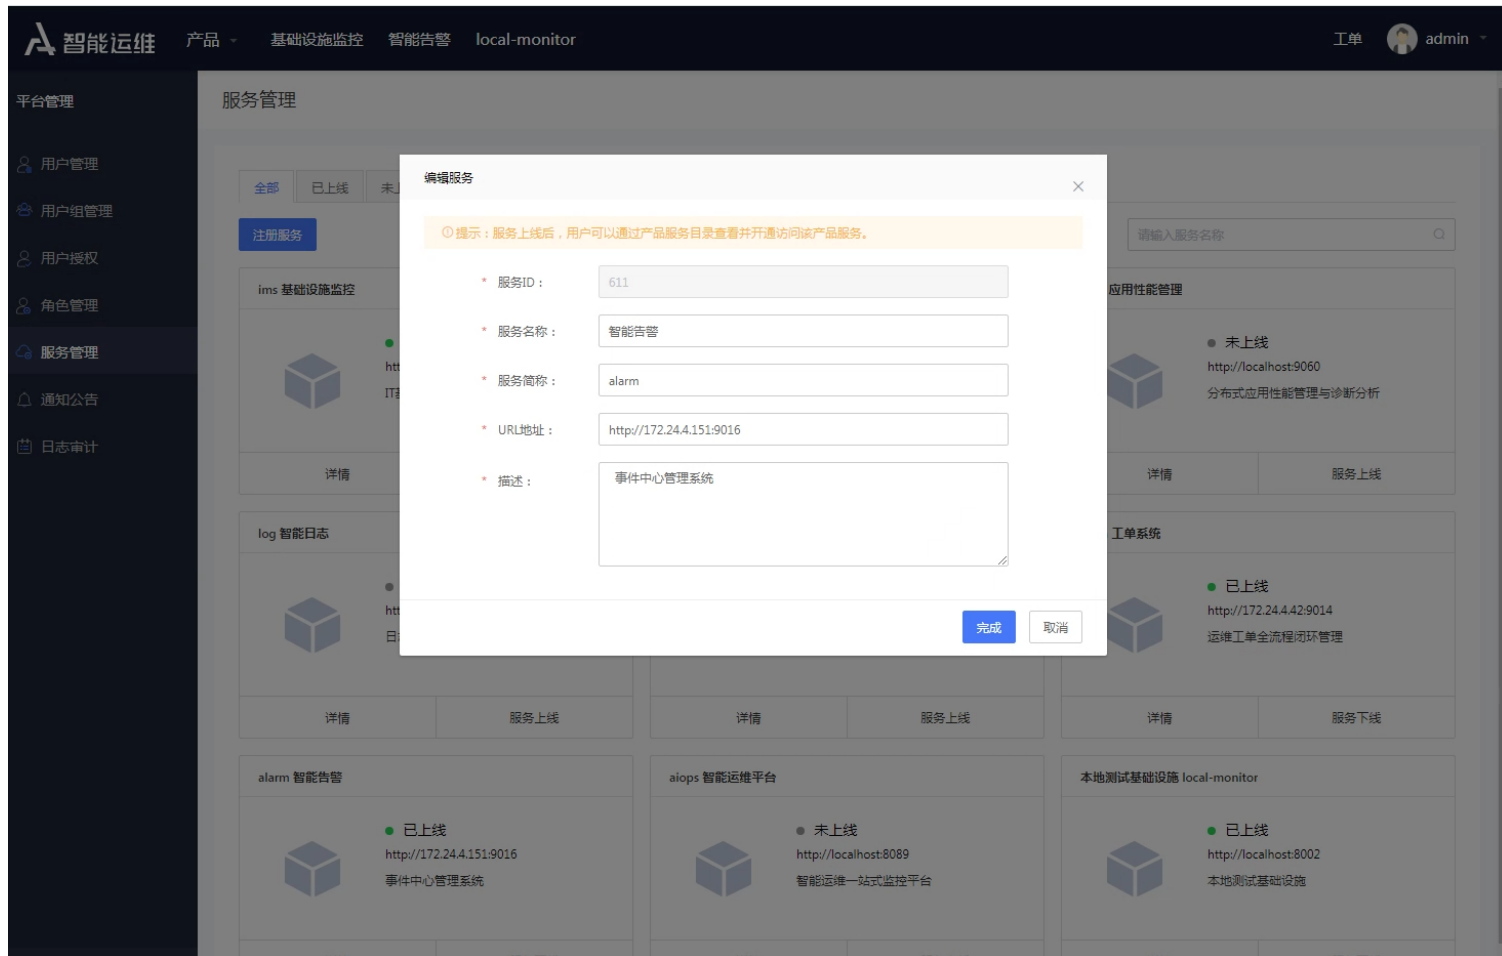 智能运维
产品
基础设施监控
智能告警
local-monitor
工单
admin
平台管理
用户管理
用户组管理
用户授权
角色管理
服务管理
通知公告
日志审计
服务管理
全部
已上线
注册服务
请输入服务名称
编辑服务
提示：服务上线后，用户可以通过产品服务目录查看并开通访问该产品服务。
* 服务ID：
611
* 服务名称：
智能告警
* 服务简称：
alarm
* URL地址：
http://172.24.4.151:9016
* 描述：
事件中心管理系统
完成
取消
ims 基础设施监控
详情
应用性能管理
未上线
http://localhost:9060
分布式应用性能管理与诊断分析
详情
服务上线
log 智能日志
详情
服务上线
详情
服务上线
工单系统
已上线
http://172.24.4.42:9014
运维工单全流程闭环管理
详情
服务下线
alarm 智能告警
已上线
http://172.24.4.151:9016
事件中心管理系统
aiops 智能运维平台
未上线
http://localhost:8089
智能运维一站式监控平台
本地测试基础设施 local-monitor
已上线
http://localhost:8002
本地测试基础设施